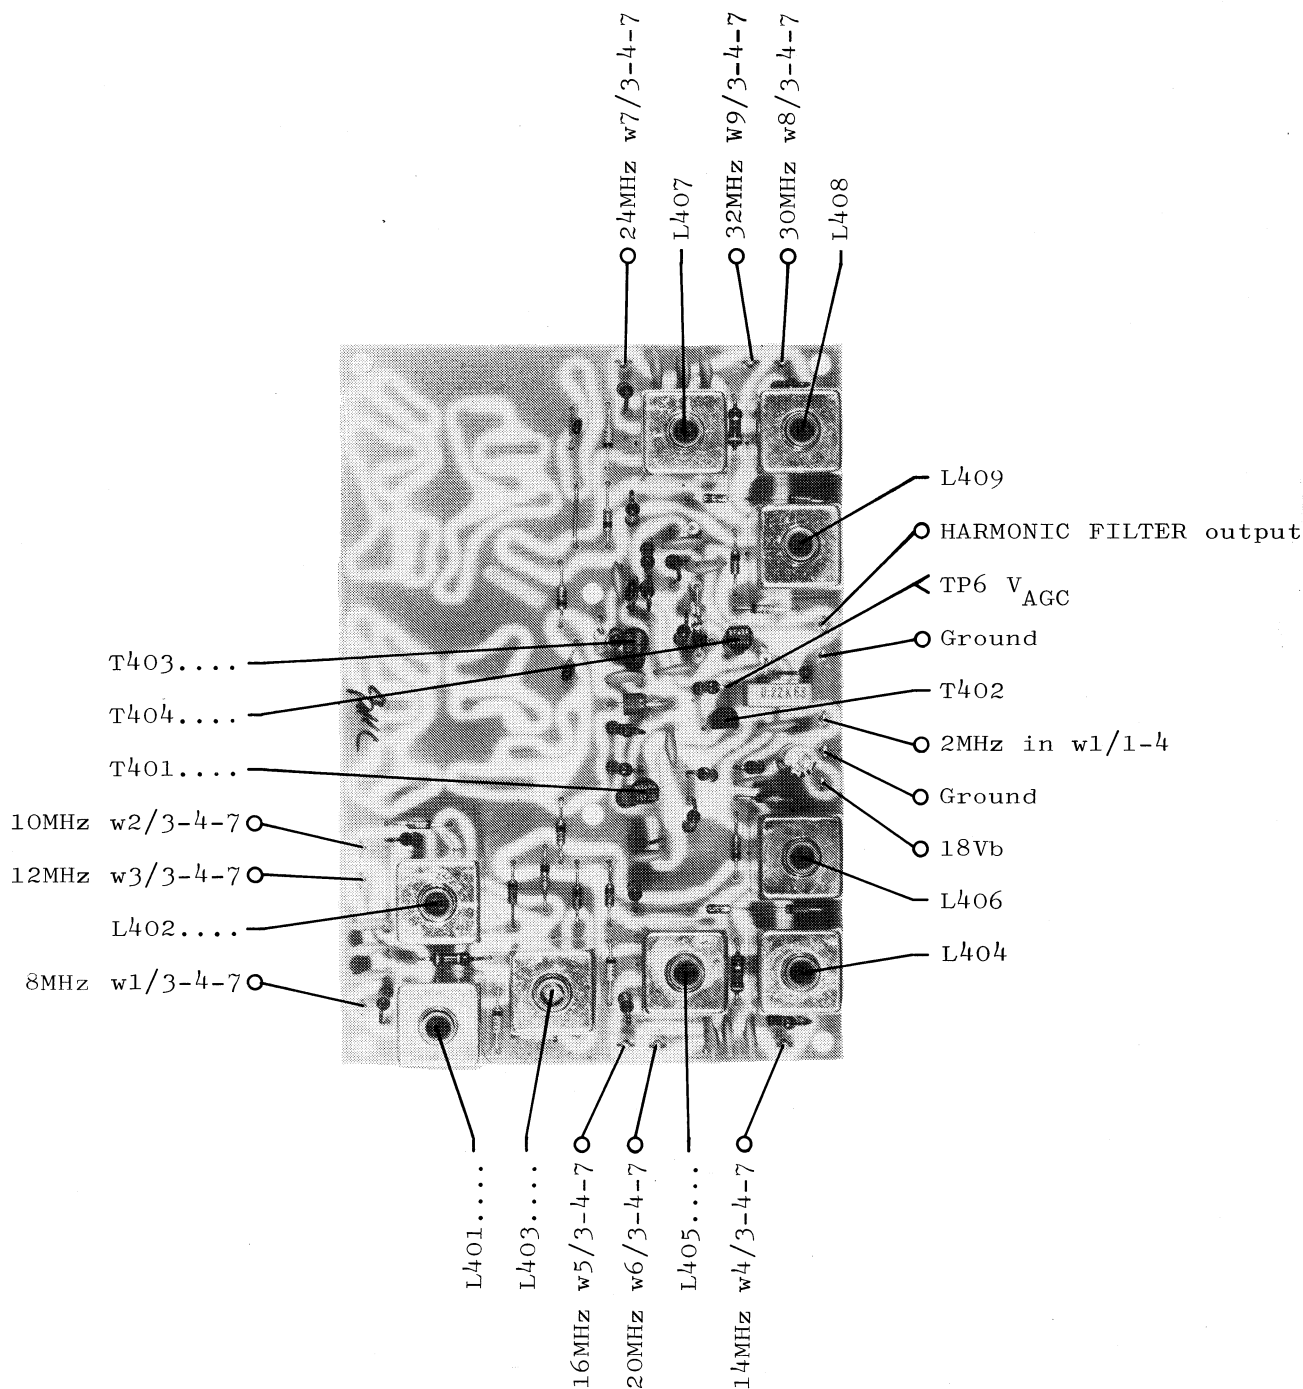 24MHz w7/3-4-7
L407
32MHz W9/3-4-7
30MHz w8/3-4-7
L408
L409
HARMONIC FILTER output
TP6 V AGC
Ground
T402
2MHz in w1/1-4
Ground
18Vb
L406
L404
T403....
T404....
T401....
10MHz w2/3-4-7
12MHz w3/3-4-7
L402....
8MHz w1/3-4-7
0.22K63
L401....
L403....
16MHz w5/3-4-7
20MHz w6/3-4-7
L405....
14MHz w4/3-4-7